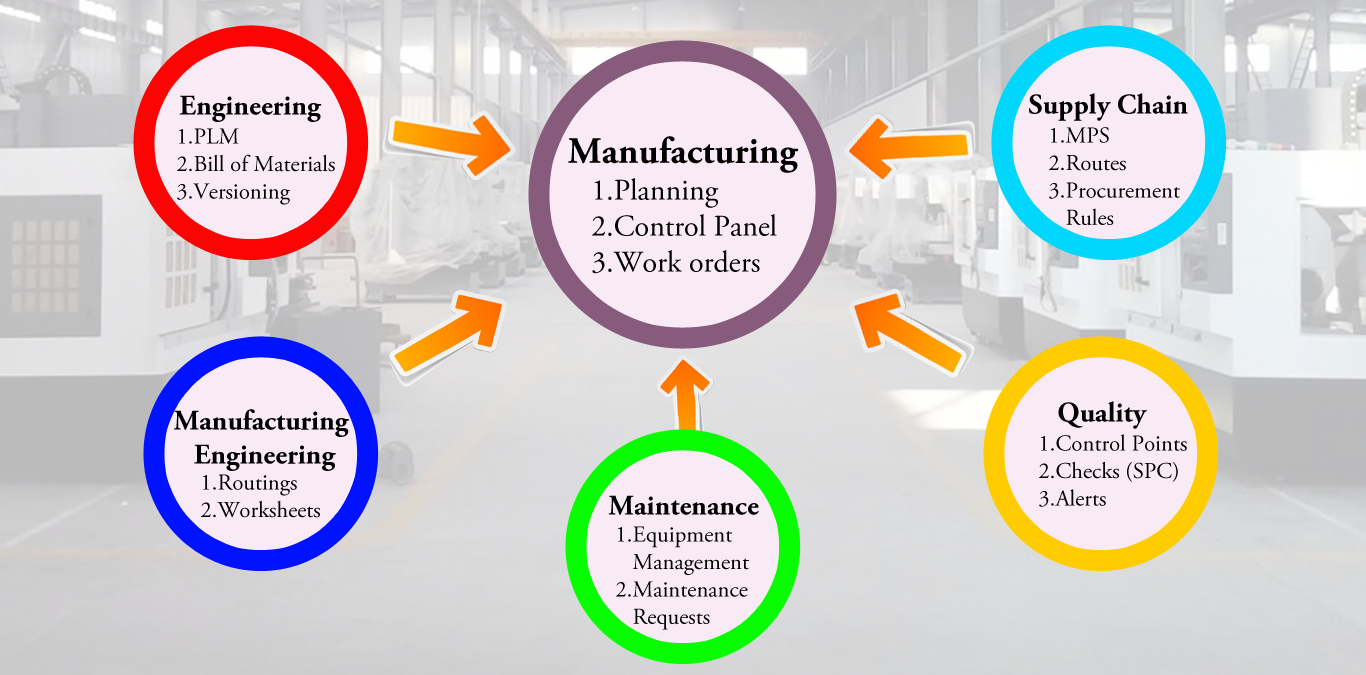 Engineering
1.PLM
2.Bill of Materials
3.Versioning
Manufacturing
1.Planning
2.Control Panel
3.Work orders
Supply Chain
1.MPS
2.Routes
3.Procurement
Rules
Manufacturing
Engineering
1.Routings
2.Worksheets
Maintenance
1.Equipment
Management
2.Maintenance
Requests
Quality
1.Control Points
2.Checks (SPC)
3.Alerts